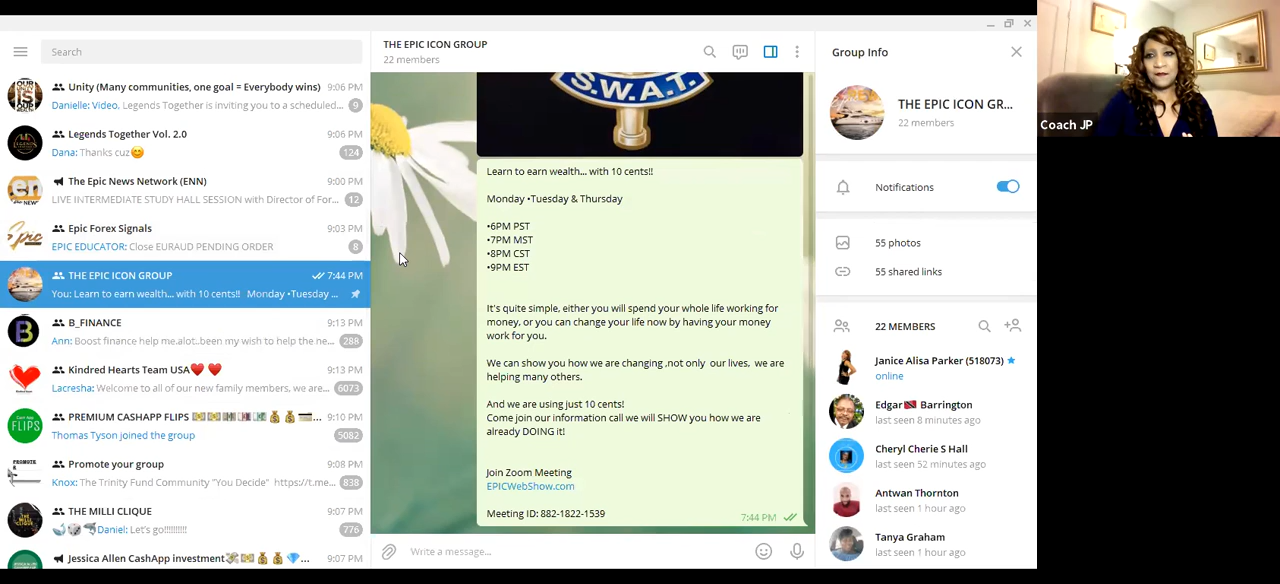 Search
Unity (Many communities, one goal = Everybody wins)
9:06 PM
Danielle: Video. Legends Together is inviting you to a scheduled...
9
Legends Together Vol. 2.0
9:06 PM
Dana: Thanks cuz😊
124
The Epic News Network (ENN)
9:00 PM
LIVE INTERMEDIATE STUDY HALL SESSION with Director of For...
12
Epic Forex Signals
9:03 PM
EPIC EDUCATOR: Close EURAUD PENDING ORDER
8
THE EPIC ICON GROUP
7:44 PM
You: Learn to earn wealth... with 10 cents!! Monday •Tuesday ...
B_FINANCE
9:13 PM
Ann: Boost finance help me.alot..been my wish to help the ne...
288
Kindred Hearts Team USA❤️ ❤️
9:13 PM
Lacresha: Welcome to all of our new family members, we are...
6073
PREMIUM CASHAPP FLIPS
9:10 PM
Thomas Tyson joined the group
5082
FLIPS
Promote your group
9:08 PM
Knox: The Trinity Fund Community "You Decide" https://t.me...
838
THE MILLI CLIQUE
9:07 PM
Daniel: Let's go!!!!!!!!!!
776
Jessica Allen CashApp investment
9:07 PM
THE EPIC ICON GROUP
22 members
S.W.A.T.
Learn to earn wealth... with 10 cents!!
Monday •Tuesday & Thursday
•6PM PST
•7PM MST
•8PM CST
•9PM EST
It's quite simple, either you will spend your whole life working for
money, or you can change your life now by having your money
work for you.
We can show you how we are changing ,not only our lives, we are
helping many others.
And we are using just 10 cents!
Come join our information call we will SHOW you how we are
already DOING it!
Join Zoom Meeting
EPICWebShow.com
Meeting ID: 882-1822-1539
7:44 PM
Write a message...
Group Info
THE EPIC ICON GR...
22 members
Notifications
55 photos
55 shared links
22 MEMBERS
Janice Alisa Parker (518073)
online
Edgar🇹🇹 Barrington
last seen 8 minutes ago
Cheryl Cherie S Hall
last seen 52 minutes ago
Antwan Thornton
last seen 1 hour ago
Tanya Graham
last seen 1 hour ago
Coach JP